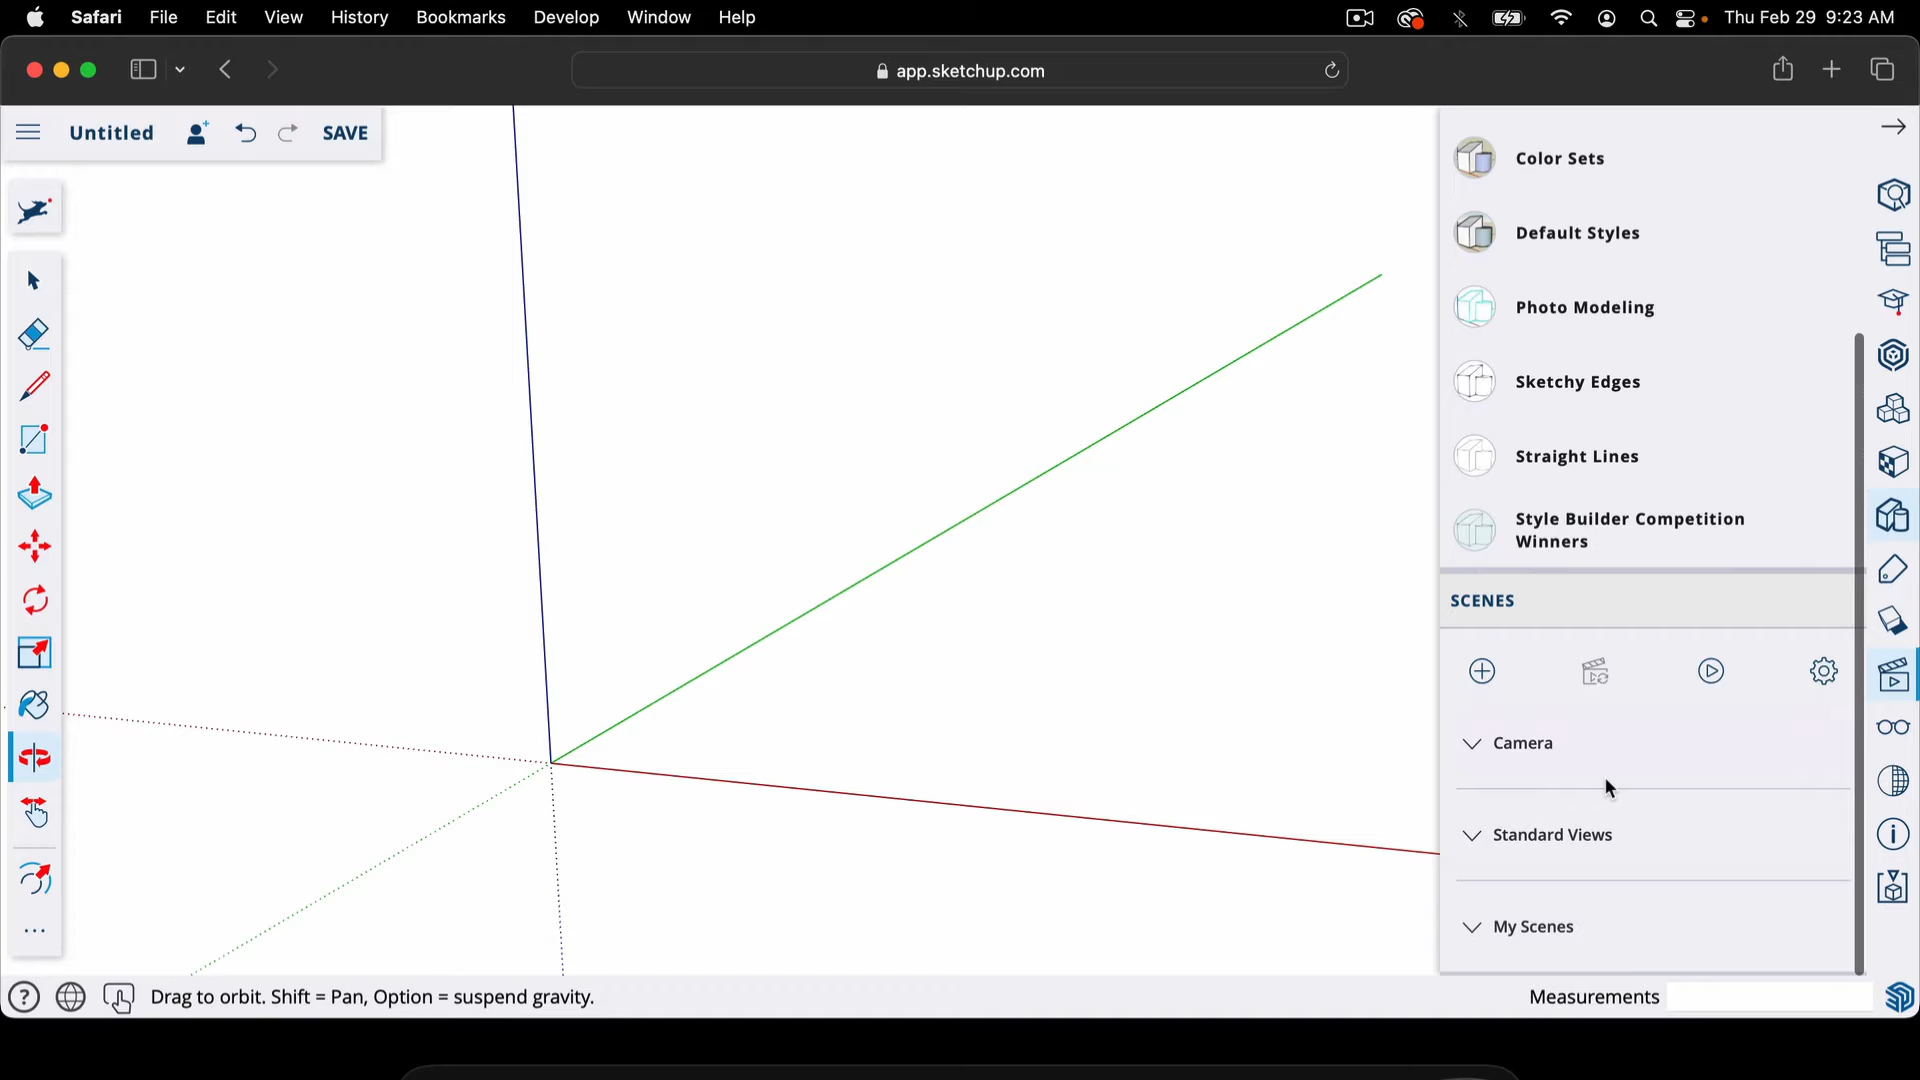 Safari File Edit View History Bookmarks Develop Window Help Thu Feb 29 9:23 AM
app.sketchup.com
Untitled SAVE
Color Sets
Default Styles
Photo Modeling
Sketchy Edges
Straight Lines
Style Builder Competition
Winners
SCENES
Camera
Standard Views
My Scenes
Drag to orbit. Shift = Pan, Option = suspend gravity.
Measurements